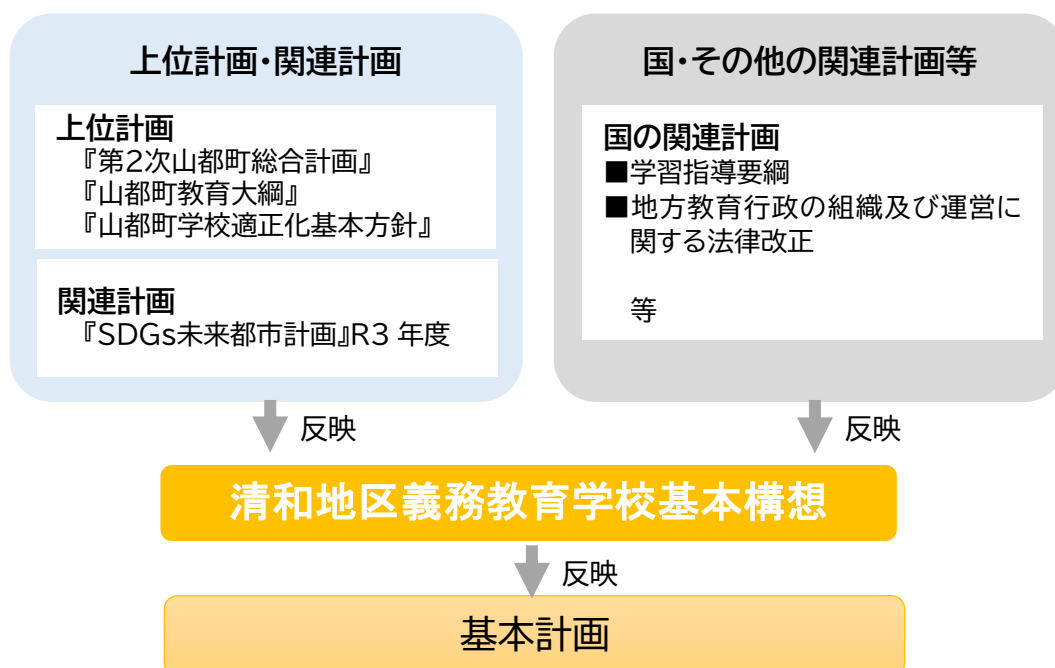 上位計画・関連計画
上位計画
『第2次山都町総合計画』
『山都町教育大綱』
『山都町学校適正化基本方針』
関連計画
『SDGs未来都市計画』R3 年度
国・その他の関連計画等
国の関連計画
■学習指導要綱
■地方教育行政の組織及び運営に
関する法律改正
等
反映
反映
清和地区義務教育学校基本構想
反映
基本計画